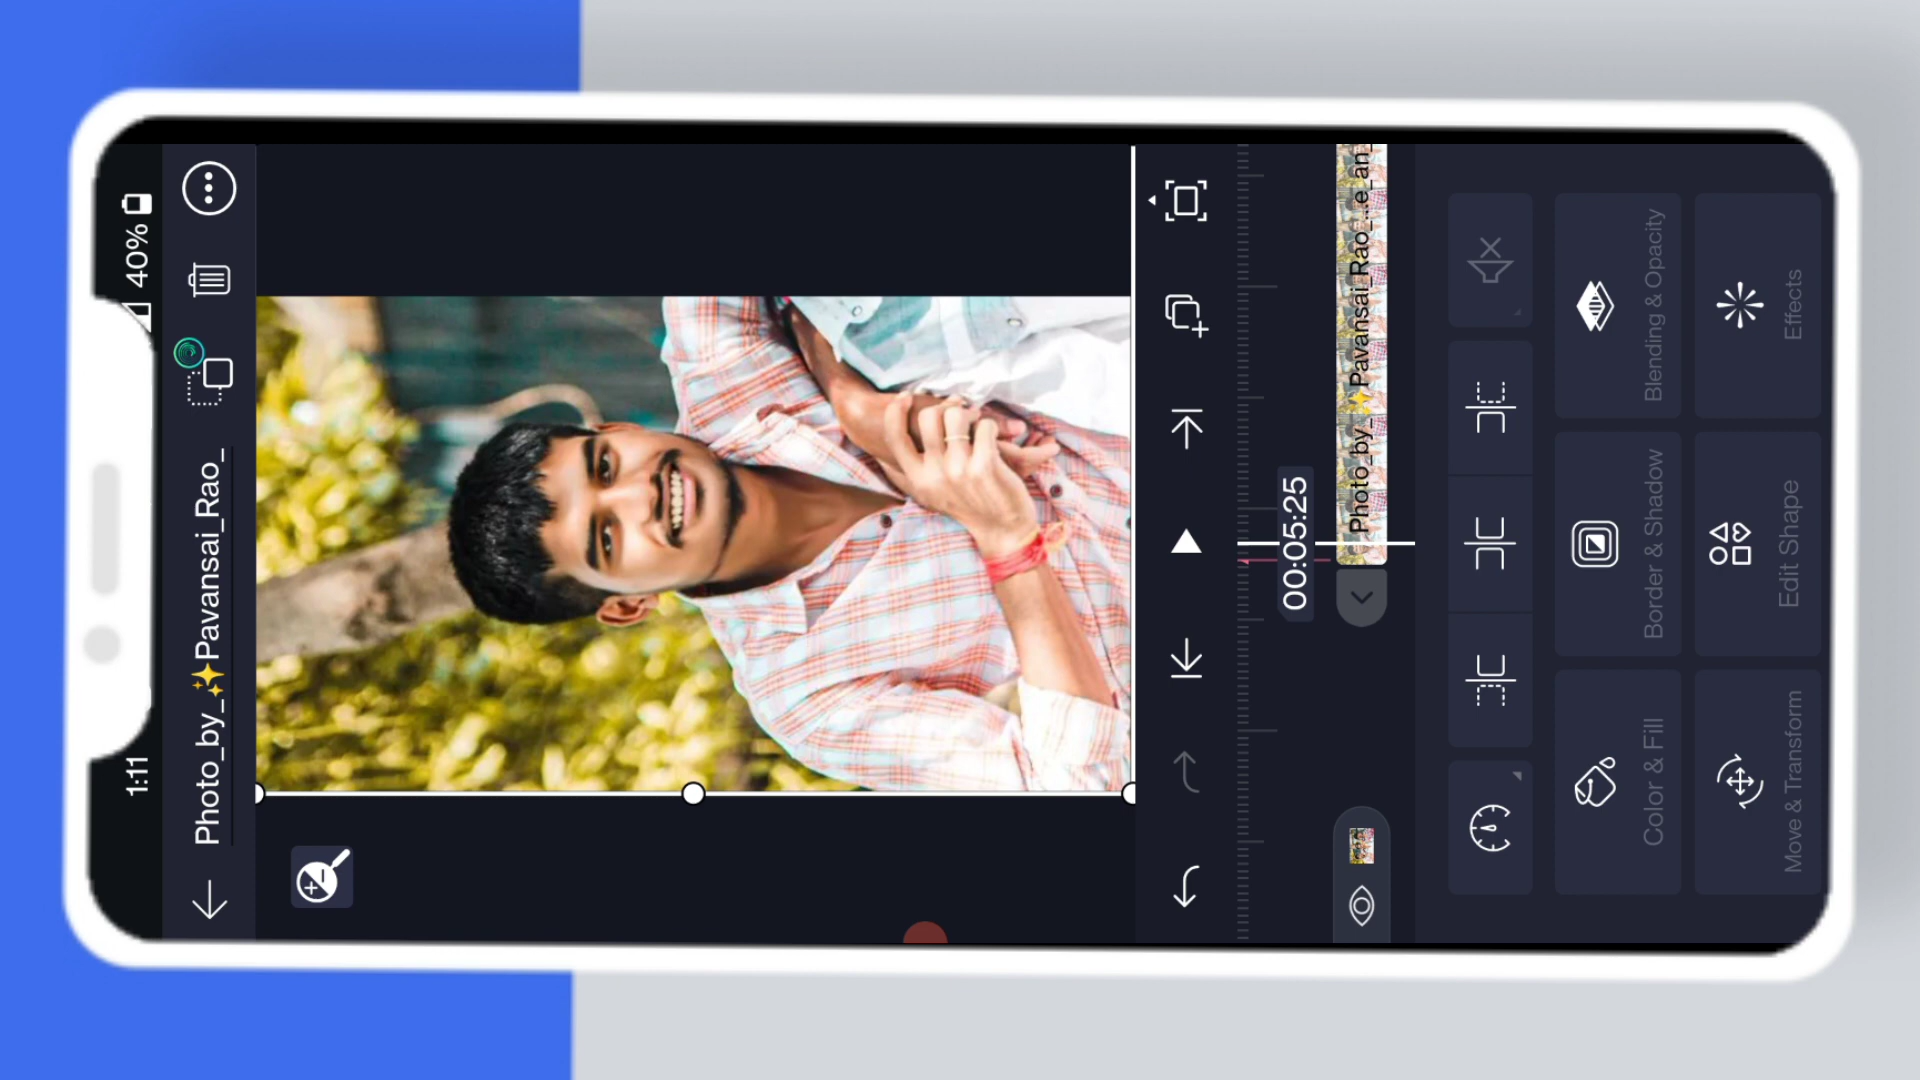 1:11 40%
Photo_by_✨Pavansai_Rao_
00:05:25
Photo_by_✨Pavansai_Rao_...e_an_
Color & Fill
Border & Shadow
Blending & Opacity
Move & Transform
Edit Shape
Effects